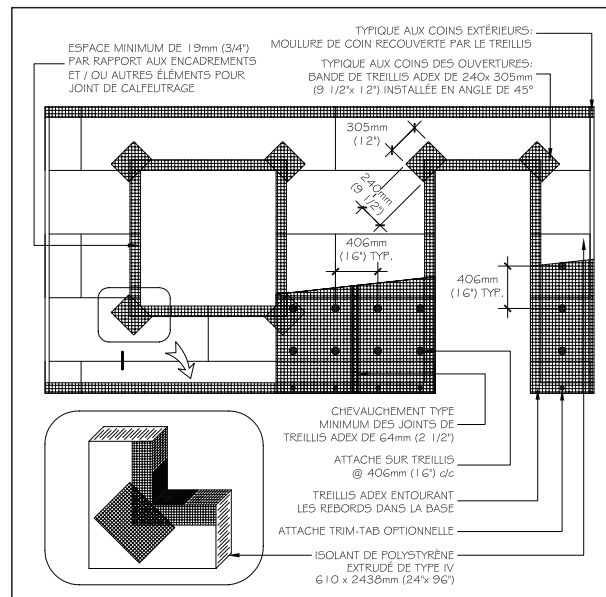 ESPACE MINIMUM DE 19mm (3/4")
PAR RAPPORT AUX ENCADREMENTS
ET / OU AUTRES ÉLÉMENTS POUR
JOINT DE CALFEUTRAGE
TYPIQUE AUX COINS EXTÉRIEURS:
MOULURE DE COIN RECOUVERTE PAR LE TREILLIS
TYPIQUE AUX COINS DES OUVERTURES:
BANDE DE TREILLIS ADEX DE 240x 305mm
(9 1/2"x 12") INSTALLÉE EN ANGLE DE 45°
305mm
(12")
240mm
(9 1/2")
406mm
(16") TYP.
406mm
(16") TYP.
CHEVAUCHEMENT TYPE
MINIMUM DES JOINTS DE
TREILLIS ADEX DE 64mm (2 1/2")
ATTACHE SUR TREILLIS
@ 406mm (16") c/c
TREILLIS ADEX ENTOURANT
LES REBORDS DANS LA BASE
ATTACHE TRIM-TAB OPTIONNELLE
ISOLANT DE POLYSTYRÈNE
EXTRUDÉ DE TYPE IV
610 x 2438mm (24"x 96")